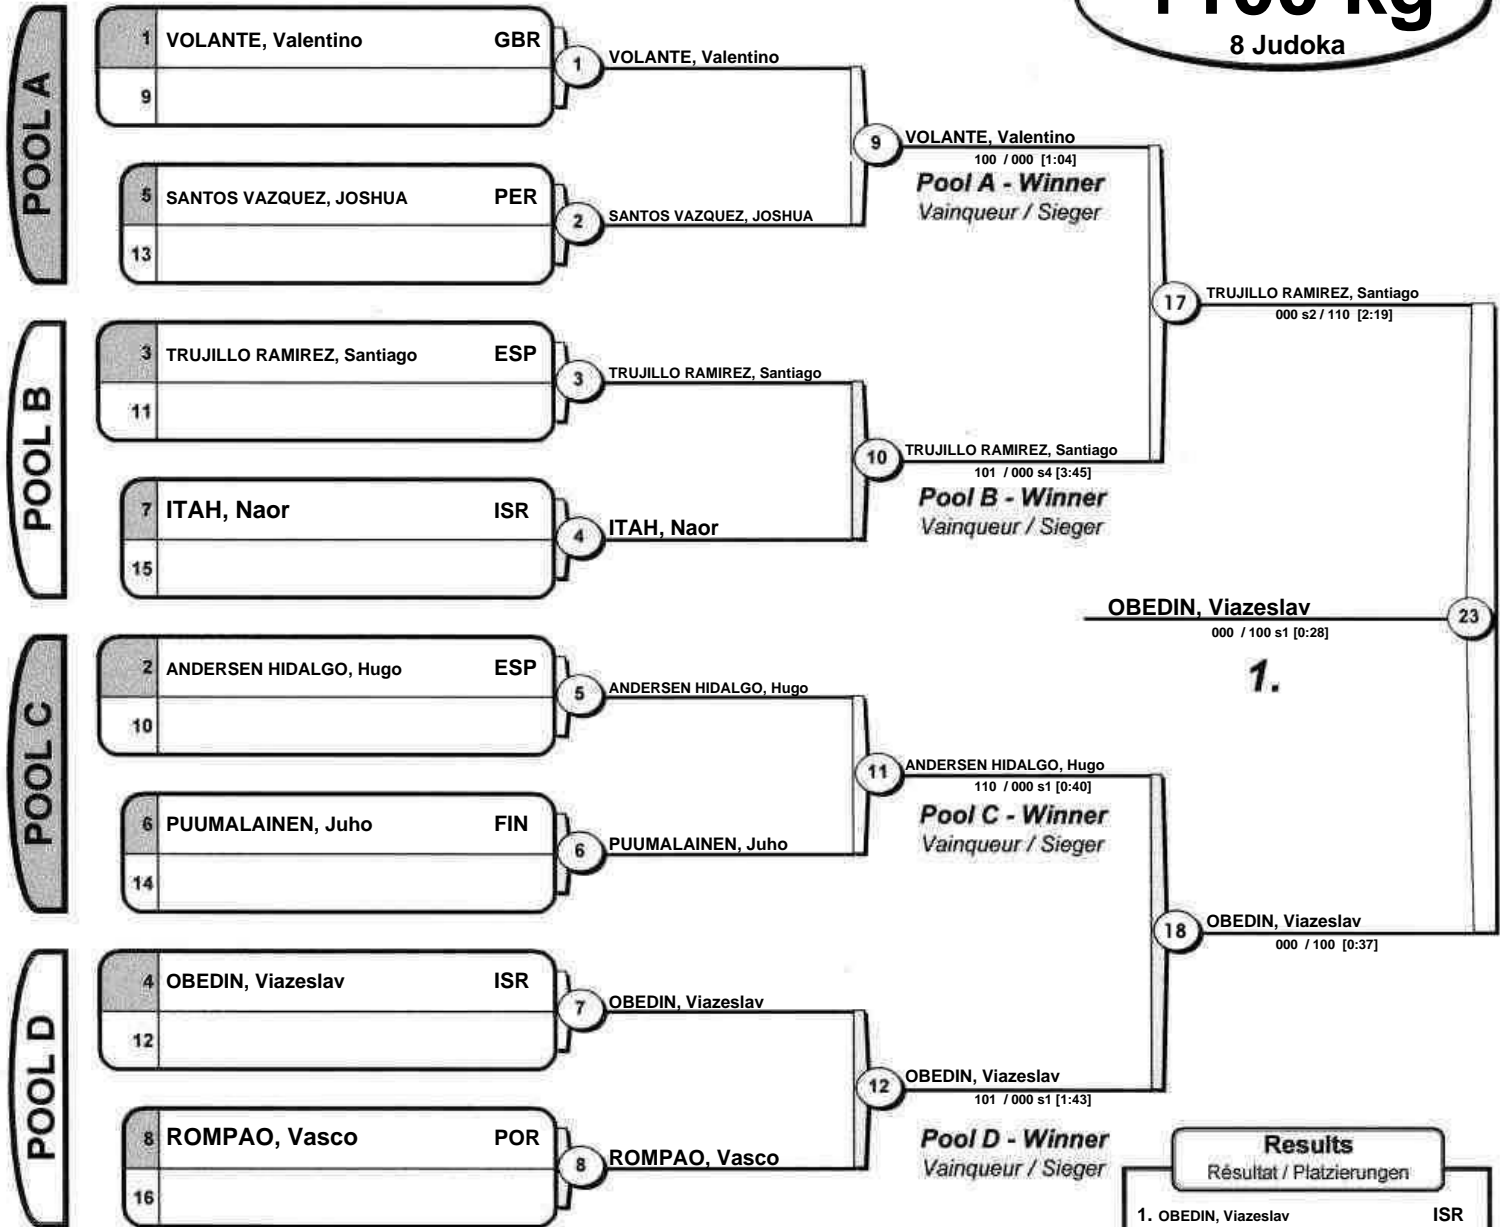 8 Judoka
POOL A
1 VOLANTE, Valentino GBR
9
1 VOLANTE, Valentino
5 SANTOS VAZQUEZ, JOSHUA PER
13
2 SANTOS VAZQUEZ, JOSHUA
9 VOLANTE, Valentino
100 / 000 [1:04]
Pool A - Winner
Vainqueur / Sieger
POOL B
3 TRUJILLO RAMIREZ, Santiago ESP
11
3 TRUJILLO RAMIREZ, Santiago
7 ITAH, Naor ISR
15
4 ITAH, Naor
10 TRUJILLO RAMIREZ, Santiago
101 / 000 s4 [3:45]
Pool B - Winner
Vainqueur / Sieger
17 TRUJILLO RAMIREZ, Santiago
000 s2 / 110 [2:19]
POOL C
2 ANDERSEN HIDALGO, Hugo ESP
10
5 ANDERSEN HIDALGO, Hugo
6 PUUMALAINEN, Juho FIN
14
6 PUUMALAINEN, Juho
11 ANDERSEN HIDALGO, Hugo
110 / 000 s1 [0:40]
Pool C - Winner
Vainqueur / Sieger
POOL D
4 OBEDIN, Viazeslav ISR
12
7 OBEDIN, Viazeslav
8 ROMPAO, Vasco POR
16
8 ROMPAO, Vasco
12 OBEDIN, Viazeslav
101 / 000 s1 [1:43]
Pool D - Winner
Vainqueur / Sieger
18 OBEDIN, Viazeslav
000 / 100 [0:37]
OBEDIN, Viazeslav 23
000 / 100 s1 [0:28]
1.
Results
Résultat / Platzierungen
1. OBEDIN, Viazeslav ISR